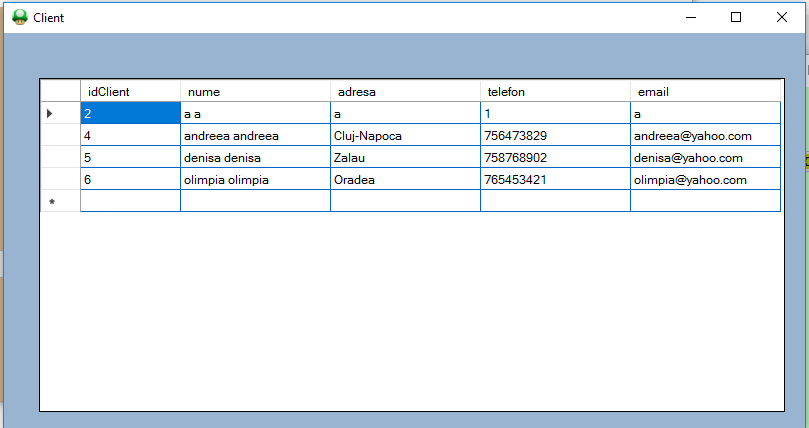 Client
idClient nume adresa telefon email
2 a a a 1 a
4 andreea andreea Cluj-Napoca 756473829 andreea@yahoo.com
5 denisa denisa Zalau 758768902 denisa@yahoo.com
6 olimpia olimpia Oradea 765453421 olimpia@yahoo.com
*